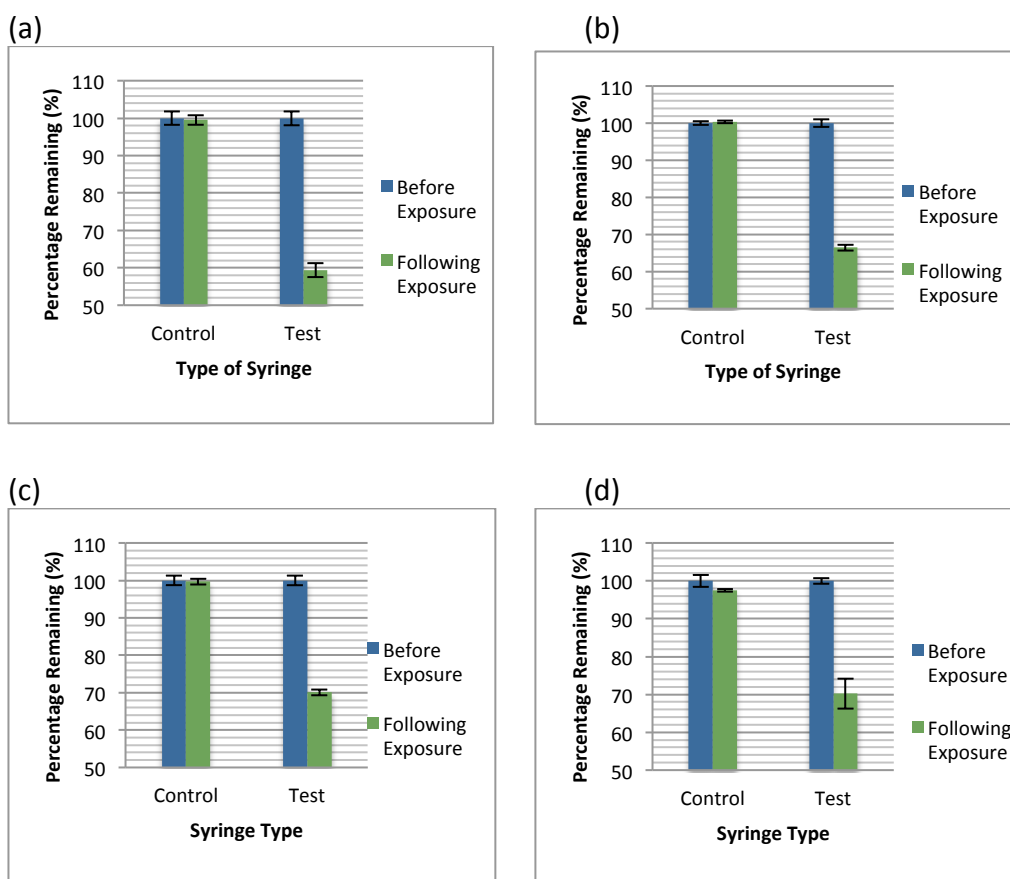 (a)
Percentage Remaining (%)
110
100
90
80
70
60
50
Control
Test
Type of Syringe
Before
Exposure
Following
Exposure
(b)
Percentage Remaining (%)
110
100
90
80
70
60
50
Control
Test
Type of Syringe
Before
Exposure
Following
Exposure
(c)
Percentage Remaining (%)
110
100
90
80
70
60
50
Control
Test
Syringe Type
Before
Exposure
Following
Exposure
(d)
Percentage Remaining (%)
110
100
90
80
70
60
50
Control
Test
Syringe Type
Before
Exposure
Following
Exposure